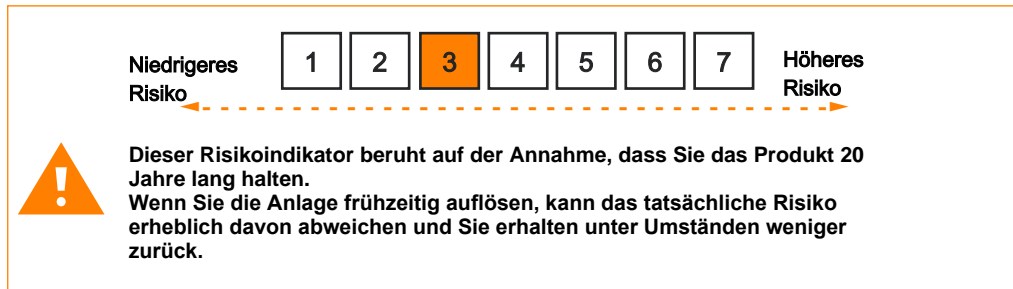 Niedrigeres
Risiko
1 2 3 4 5 6 7
Höheres
Risiko
!
Dieser Risikoindikator beruht auf der Annahme, dass Sie das Produkt 20
Jahre lang halten.
Wenn Sie die Anlage frühzeitig auflösen, kann das tatsächliche Risiko
erheblich davon abweichen und Sie erhalten unter Umständen weniger
zurück.